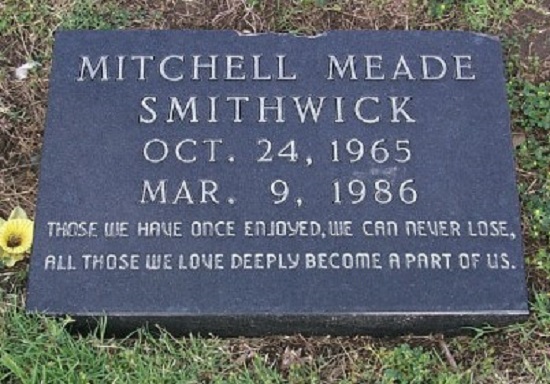 MITCHELL MEADE
SMITHWICK
OCT. 24, 1965
MAR. 9, 1986
THOSE WE HAVE ONCE ENJOYED, WE CAN NEVER LOSE,
ALL THOSE WE LOVE DEEPLY BECOME A PART OF US.